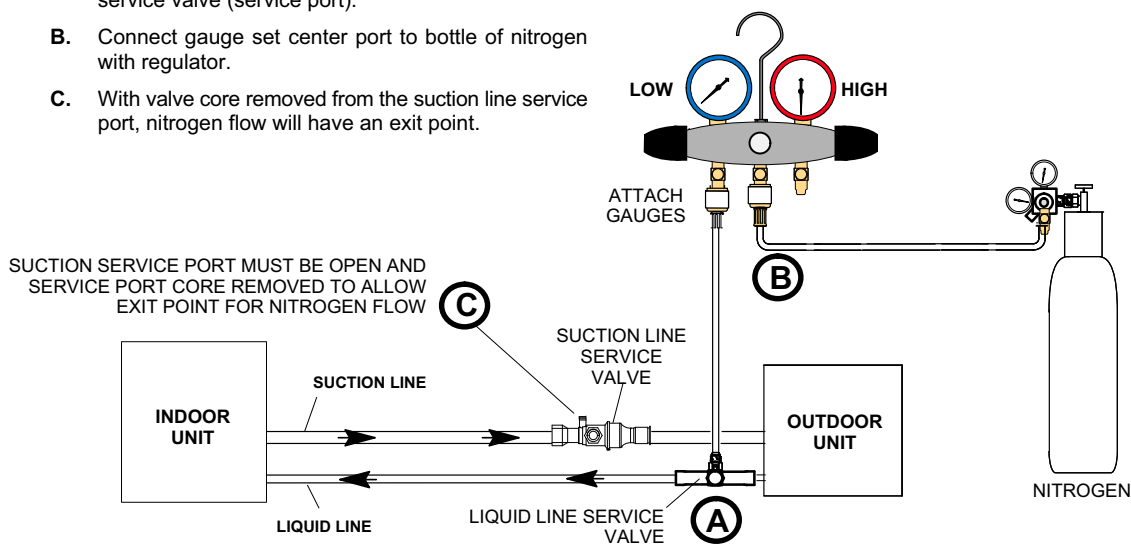 service valve (service port).
B. Connect gauge set center port to bottle of nitrogen
with regulator.
C. With valve core removed from the suction line service
port, nitrogen flow will have an exit point.
LOW
HIGH
ATTACH
GAUGES
B
SUCTION SERVICE PORT MUST BE OPEN AND
SERVICE PORT CORE REMOVED TO ALLOW
EXIT POINT FOR NITROGEN FLOW
C
SUCTION LINE
SERVICE
VALVE
SUCTION LINE
INDOOR
UNIT
OUTDOOR
UNIT
NITROGEN
LIQUID LINE
LIQUID LINE SERVICE
VALVE
A